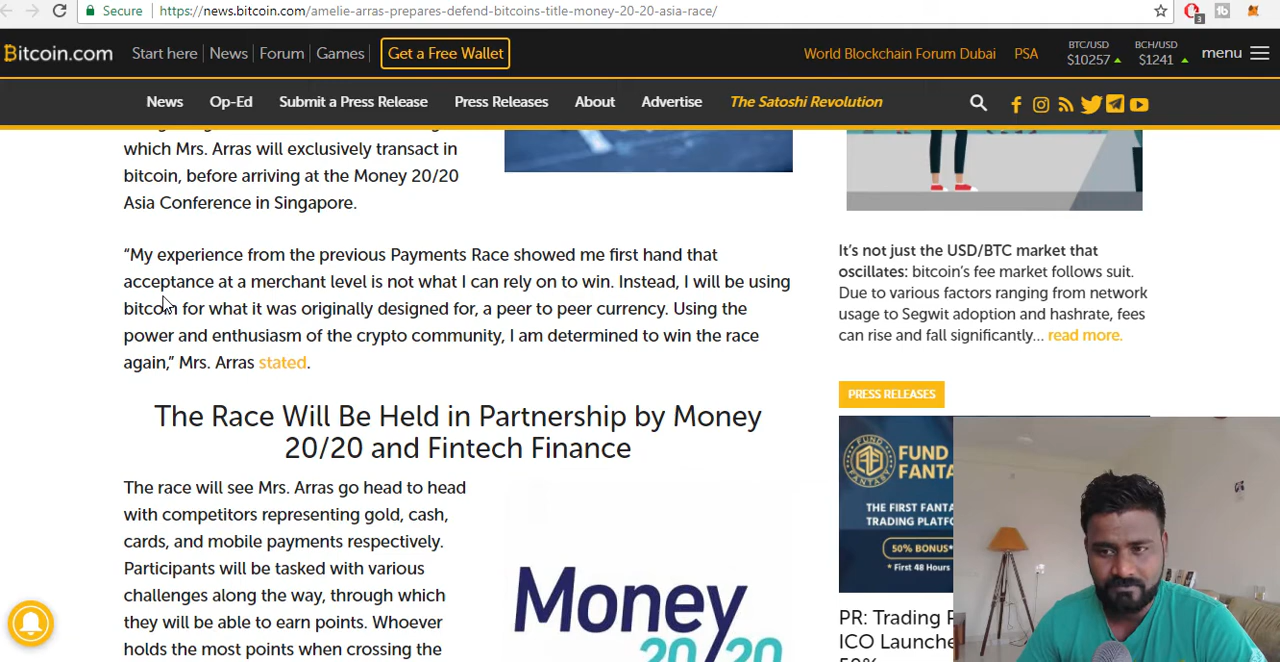 Secure https://news.bitcoin.com/amelie-arras-prepares-defend-bitcoins-title-money-20-20-asia-race/
3
Bitcoin.com Start here News Forum Games Get a Free Wallet World Blockchain Forum Dubai PSA BTC/USD $10257 BCH/USD $1241 menu
News Op-Ed Submit a Press Release Press Releases About Advertise The Satoshi Revolution
which Mrs. Arras will exclusively transact in
bitcoin, before arriving at the Money 20/20
Asia Conference in Singapore.
“My experience from the previous Payments Race showed me first hand that
acceptance at a merchant level is not what I can rely on to win. Instead, I will be using
bitcoin for what it was originally designed for, a peer to peer currency. Using the
power and enthusiasm of the crypto community, I am determined to win the race
again,” Mrs. Arras stated.
The Race Will Be Held in Partnership by Money
20/20 and Fintech Finance
The race will see Mrs. Arras go head to head
with competitors representing gold, cash,
cards, and mobile payments respectively.
Participants will be tasked with various
challenges along the way, through which
they will be able to earn points. Whoever
holds the most points when crossing the
Money
20/20
It’s not just the USD/BTC market that
oscillates: bitcoin’s fee market follows suit.
Due to various factors ranging from network
usage to Segwit adoption and hashrate, fees
can rise and fall significantly... read more.
PRESS RELEASES
FUND
FANTA
THE FIRST FANTA
TRADING PLATFO
50% BONUS*
* First 48 Hours
PR: Trading P
ICO Launche
50%